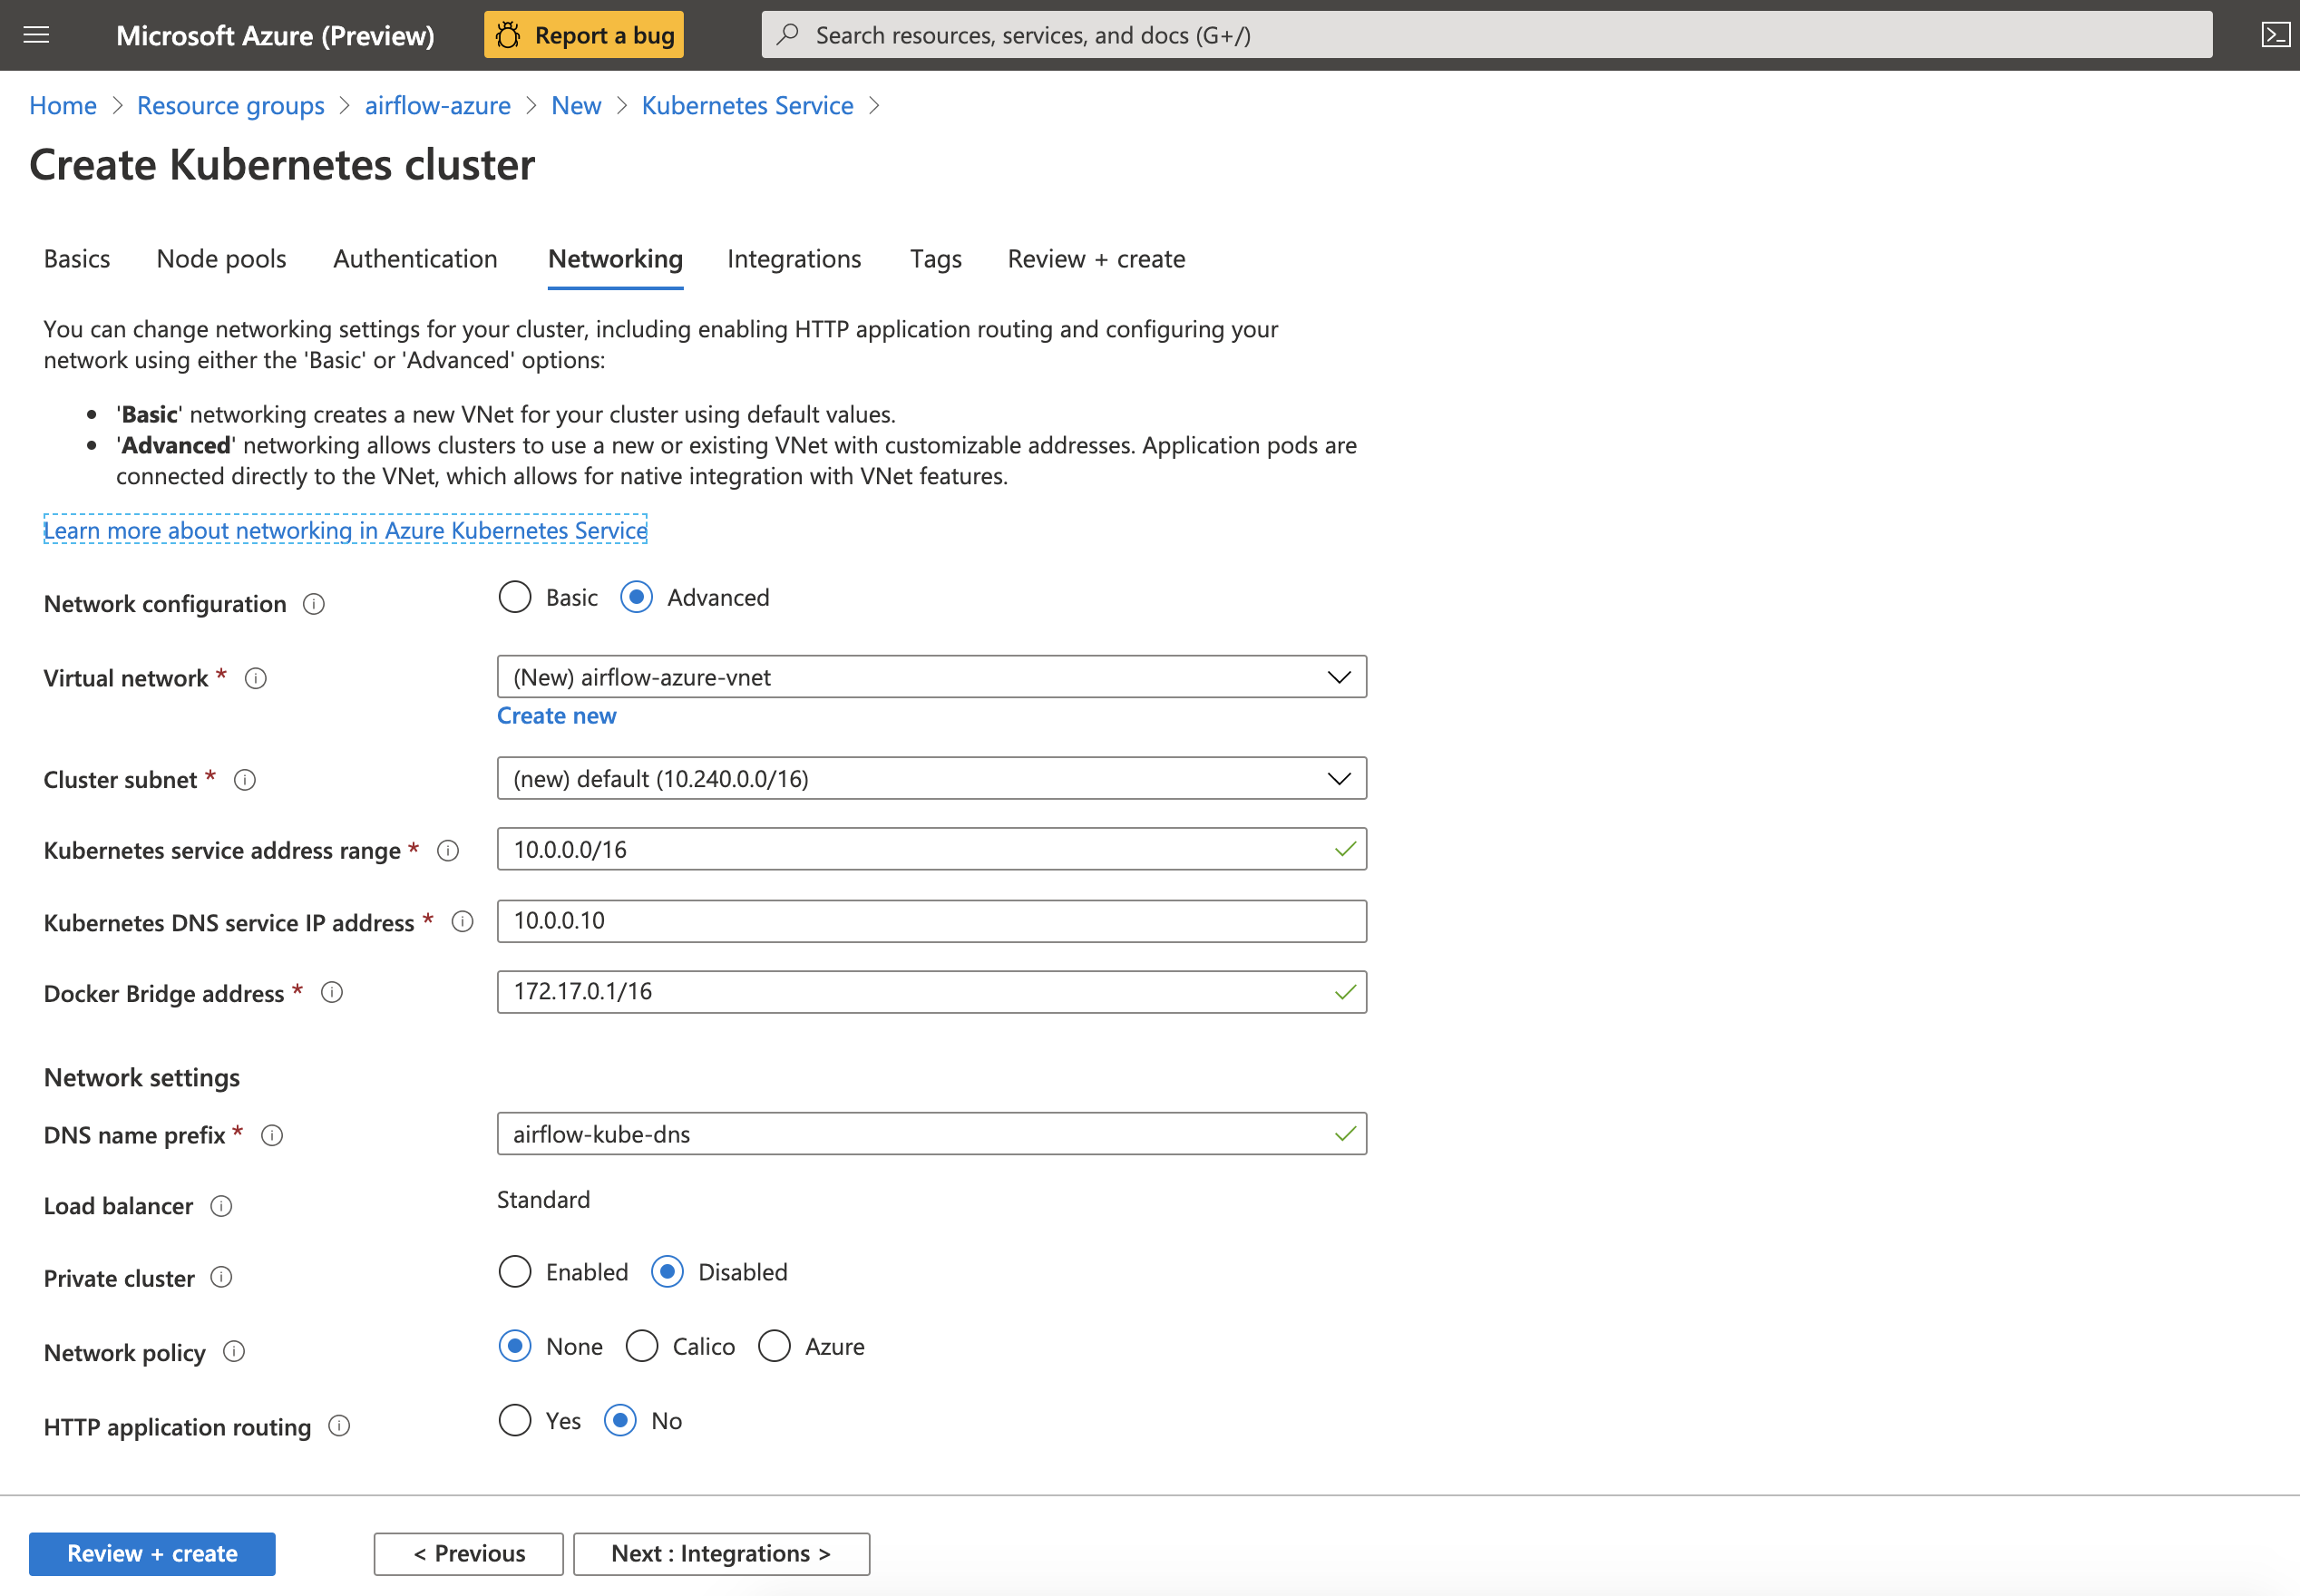 Microsoft Azure (Preview)
Report a bug
Search resources, services, and docs (G+/)
Home > Resource groups > airflow-azure > New > Kubernetes Service >
Create Kubernetes cluster
Basics
Node pools
Authentication
Networking
Integrations
Tags
Review + create
You can change networking settings for your cluster, including enabling HTTP application routing and configuring your
network using either the 'Basic' or 'Advanced' options:
• 'Basic' networking creates a new VNet for your cluster using default values.
• 'Advanced' networking allows clusters to use a new or existing VNet with customizable addresses. Application pods are
connected directly to the VNet, which allows for native integration with VNet features.
Learn more about networking in Azure Kubernetes Service
Network configuration
Basic
Advanced
Virtual network *
(New) airflow-azure-vnet
Create new
Cluster subnet *
(new) default (10.240.0.0/16)
Kubernetes service address range *
10.0.0.0/16
Kubernetes DNS service IP address *
10.0.0.10
Docker Bridge address *
172.17.0.1/16
Network settings
DNS name prefix *
airflow-kube-dns
Load balancer
Standard
Private cluster
Enabled
Disabled
Network policy
None
Calico
Azure
HTTP application routing
Yes
No
Review + create
< Previous
Next : Integrations >